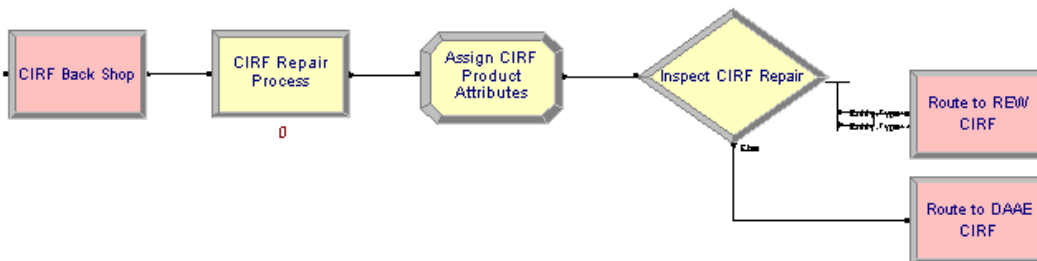 CIRF Back Shop
CIRF Repair
Process
0
Assign CIRF
Product
Attributes
Inspect CIRF Repair
Else
Route to REW
CIRF
Route to DAAE
CIRF